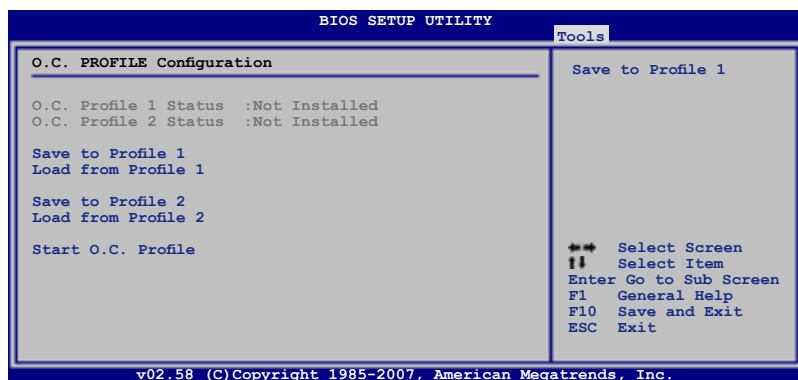 BIOS SETUP UTILITY
Tools
O.C. PROFILE Configuration
O.C. Profile 1 Status :Not Installed
O.C. Profile 2 Status :Not Installed
Save to Profile 1
Load from Profile 1
Save to Profile 2
Load from Profile 2
Start O.C. Profile
Save to Profile 1
Select Screen
Select Item
Enter Go to Sub Screen
F1 General Help
F10 Save and Exit
ESC Exit
v02.58 (C)Copyright 1985-2007, American Megatrends, Inc.